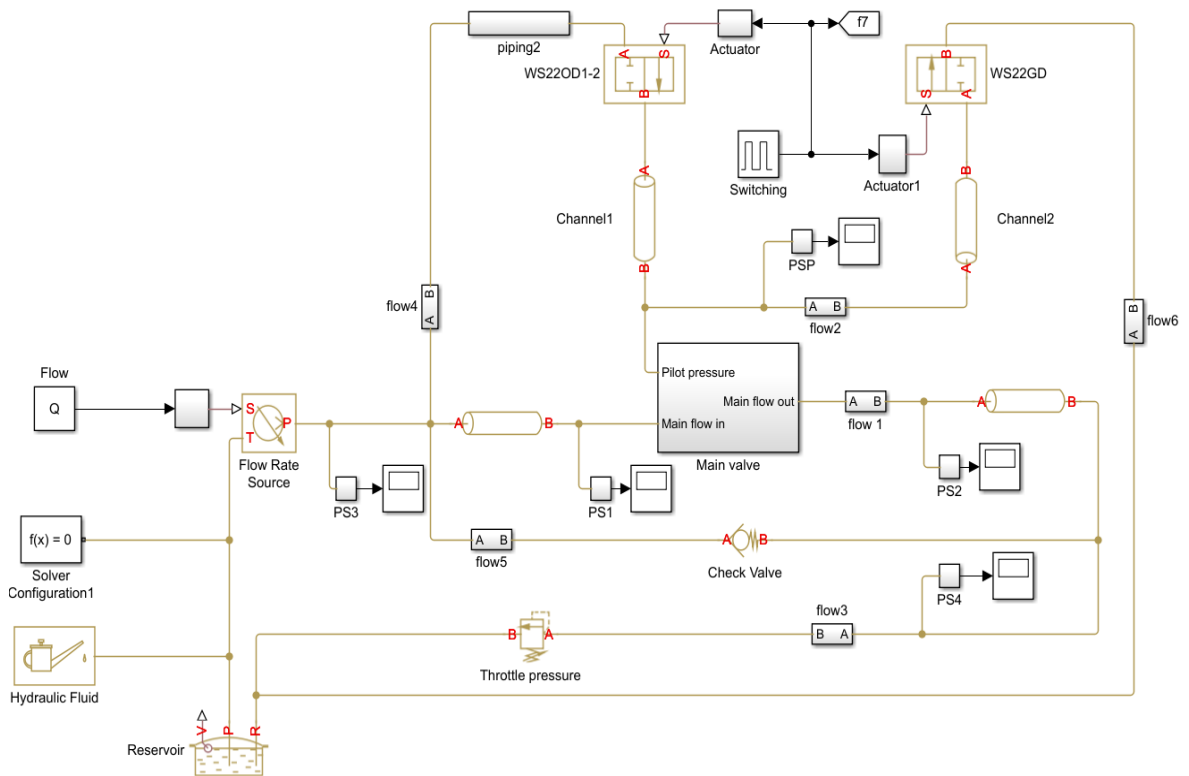 f7
piping2
Actuator
A
S
B
WS22OD1-2
B
S
A
WS22GD
Switching
Actuator1
A
B
Channel1
B
A
Channel2
PSP
flow4
B
A
A B
flow2
B
A
flow6
Flow
Q
S
P
T
Flow Rate
Source
A
B
Pilot pressure
Main flow out
Main flow in
Main valve
A B
flow 1
A
B
PS3
PS1
PS2
f(x) = 0
Solver
Configuration1
A B
flow5
A
B
Check Valve
PS4
flow3
B A
B
A
Throttle pressure
Hydraulic Fluid
V
P
R
Reservoir